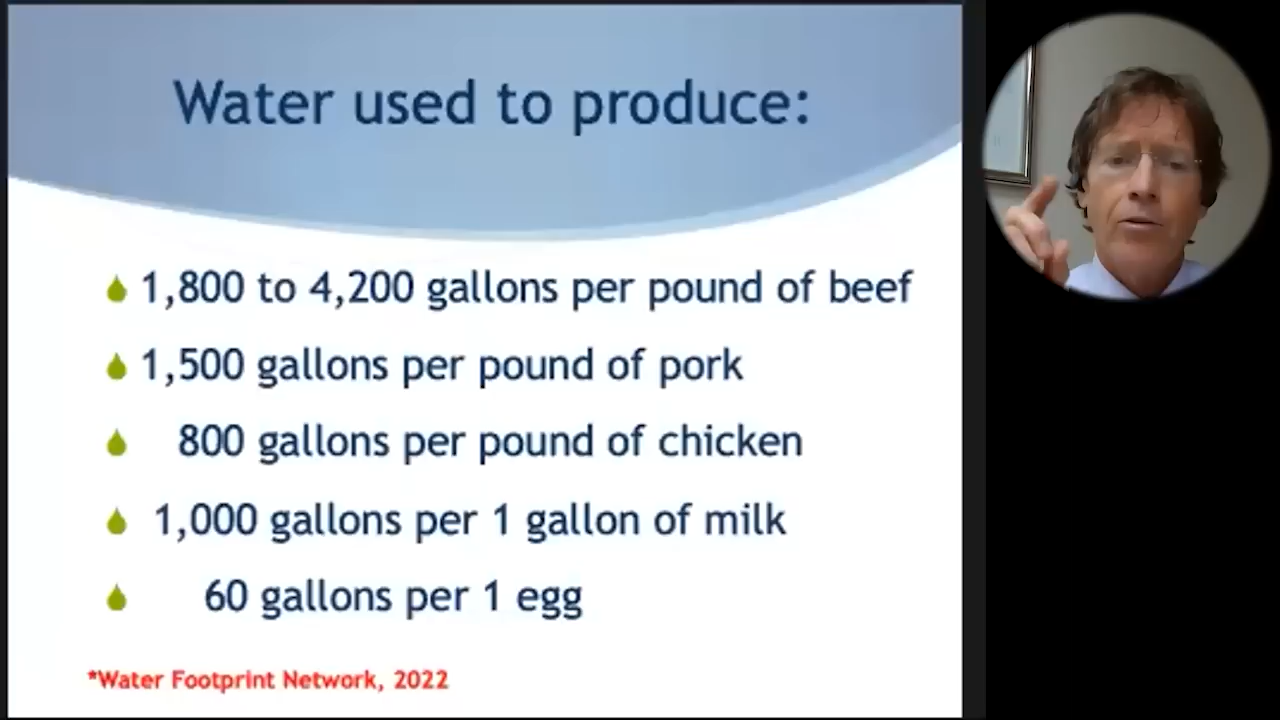 Water used to produce:
1,800 to 4,200 gallons per pound of beef
1,500 gallons per pound of pork
800 gallons per pound of chicken
1,000 gallons per 1 gallon of milk
60 gallons per 1 egg
*Water Footprint Network, 2022